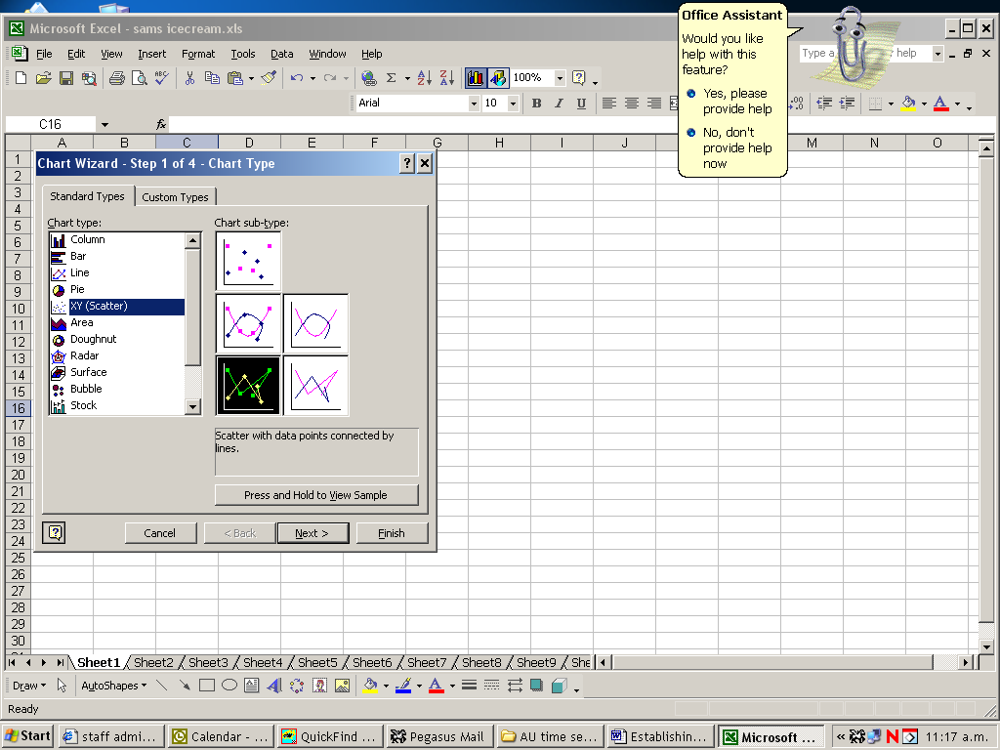 Microsoft Excel - sams icecream.xls
File Edit View Insert Format Tools Data Window Help
Type a help
100%
Arial 10 B I U
C16 fx
A B C D E F G H I J M N O
1
2
3
4
5
6
7
8
9
10
11
12
13
14
15
16
17
18
19
20
21
22
23
24
25
26
27
28
29
30
Office Assistant
Would you like
help with this
feature?
Yes, please
provide help
No, don't
provide help
now
Chart Wizard - Step 1 of 4 - Chart Type
Standard Types Custom Types
Chart type:
Column
Bar
Line
Pie
XY (Scatter)
Area
Doughnut
Radar
Surface
Bubble
Stock
Chart sub-type:
Scatter with data points connected by
lines.
Press and Hold to View Sample
Cancel < Back Next > Finish
Sheet1 Sheet2 Sheet3 Sheet4 Sheet5 Sheet6 Sheet7 Sheet8 Sheet9 She
Draw AutoShapes
Ready
Start staff admi... Calendar - ... QuickFind ... Pegasus Mail AU time se... Establishin... Microsoft ... « 11:17 a.m.